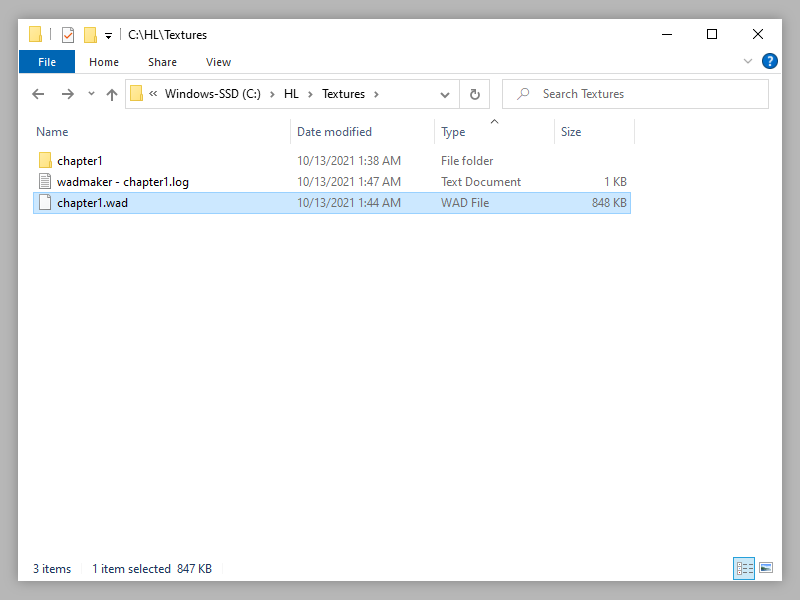 C:\HL\Textures
File Home Share View ?
« Windows-SSD (C:) › HL › Textures › Search Textures
Name Date modified Type Size
chapter1 10/13/2021 1:38 AM File folder
wadmaker - chapter1.log 10/13/2021 1:47 AM Text Document 1 KB
chapter1.wad 10/13/2021 1:44 AM WAD File 848 KB
3 items 1 item selected 847 KB